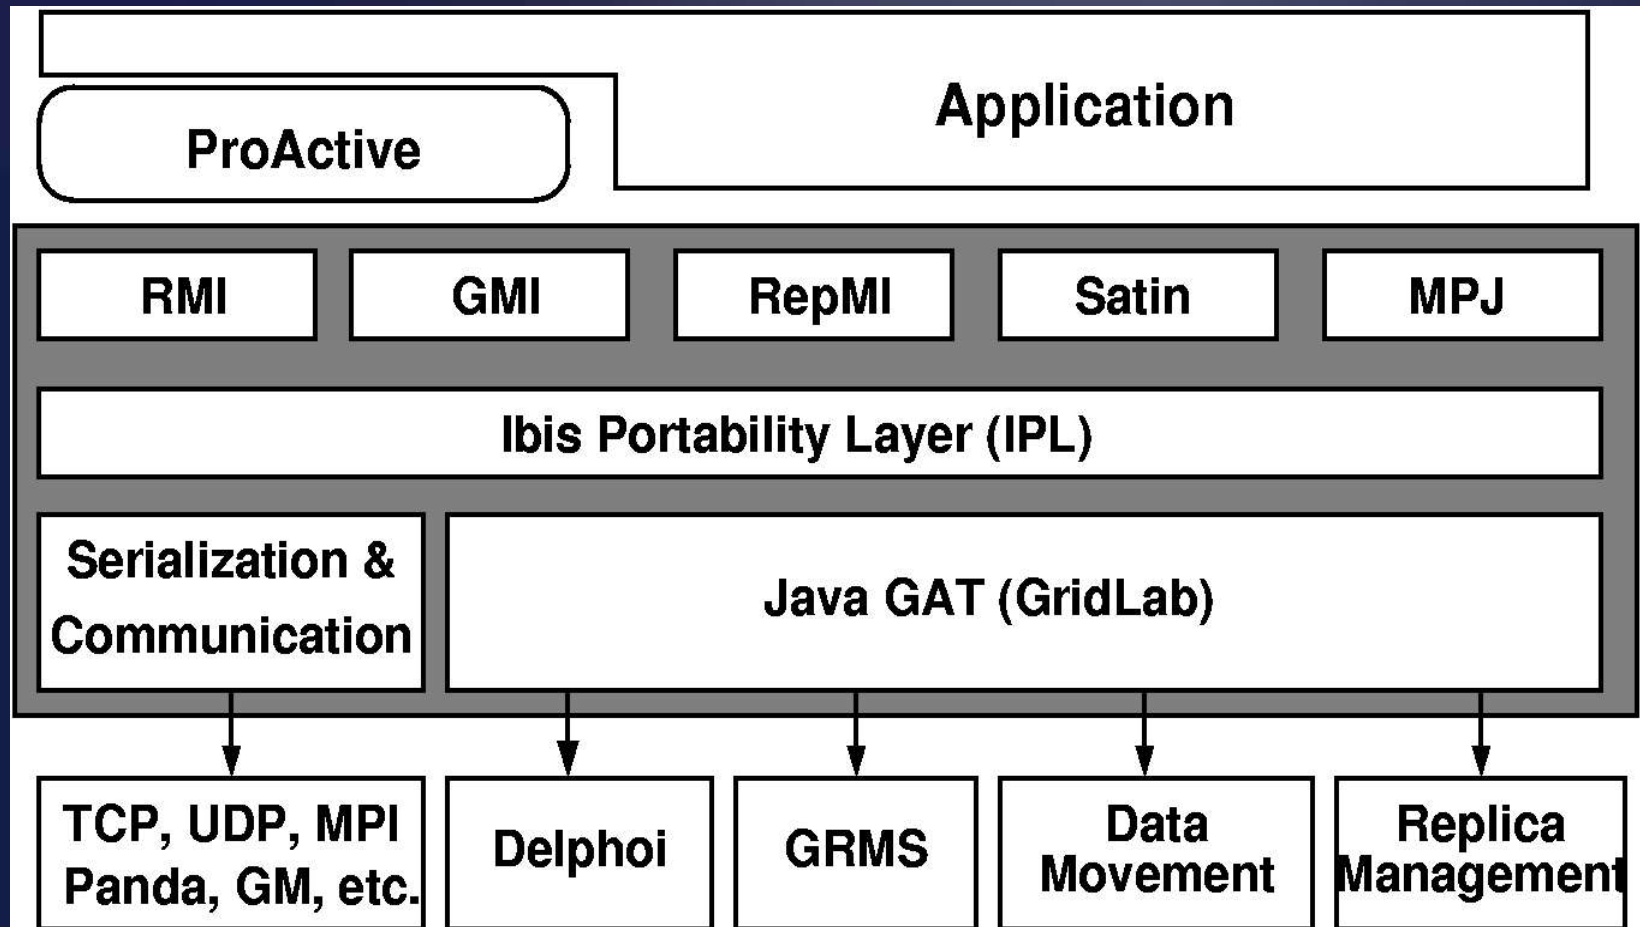 Application
ProActive
RMI
GMI
RepMI
Satin
MPJ
Ibis Portability Layer (IPL)
Serialization &
Communication
Java GAT (GridLab)
TCP, UDP, MPI
Panda, GM, etc.
Delphoi
GRMS
Data
Movement
Replica
Management